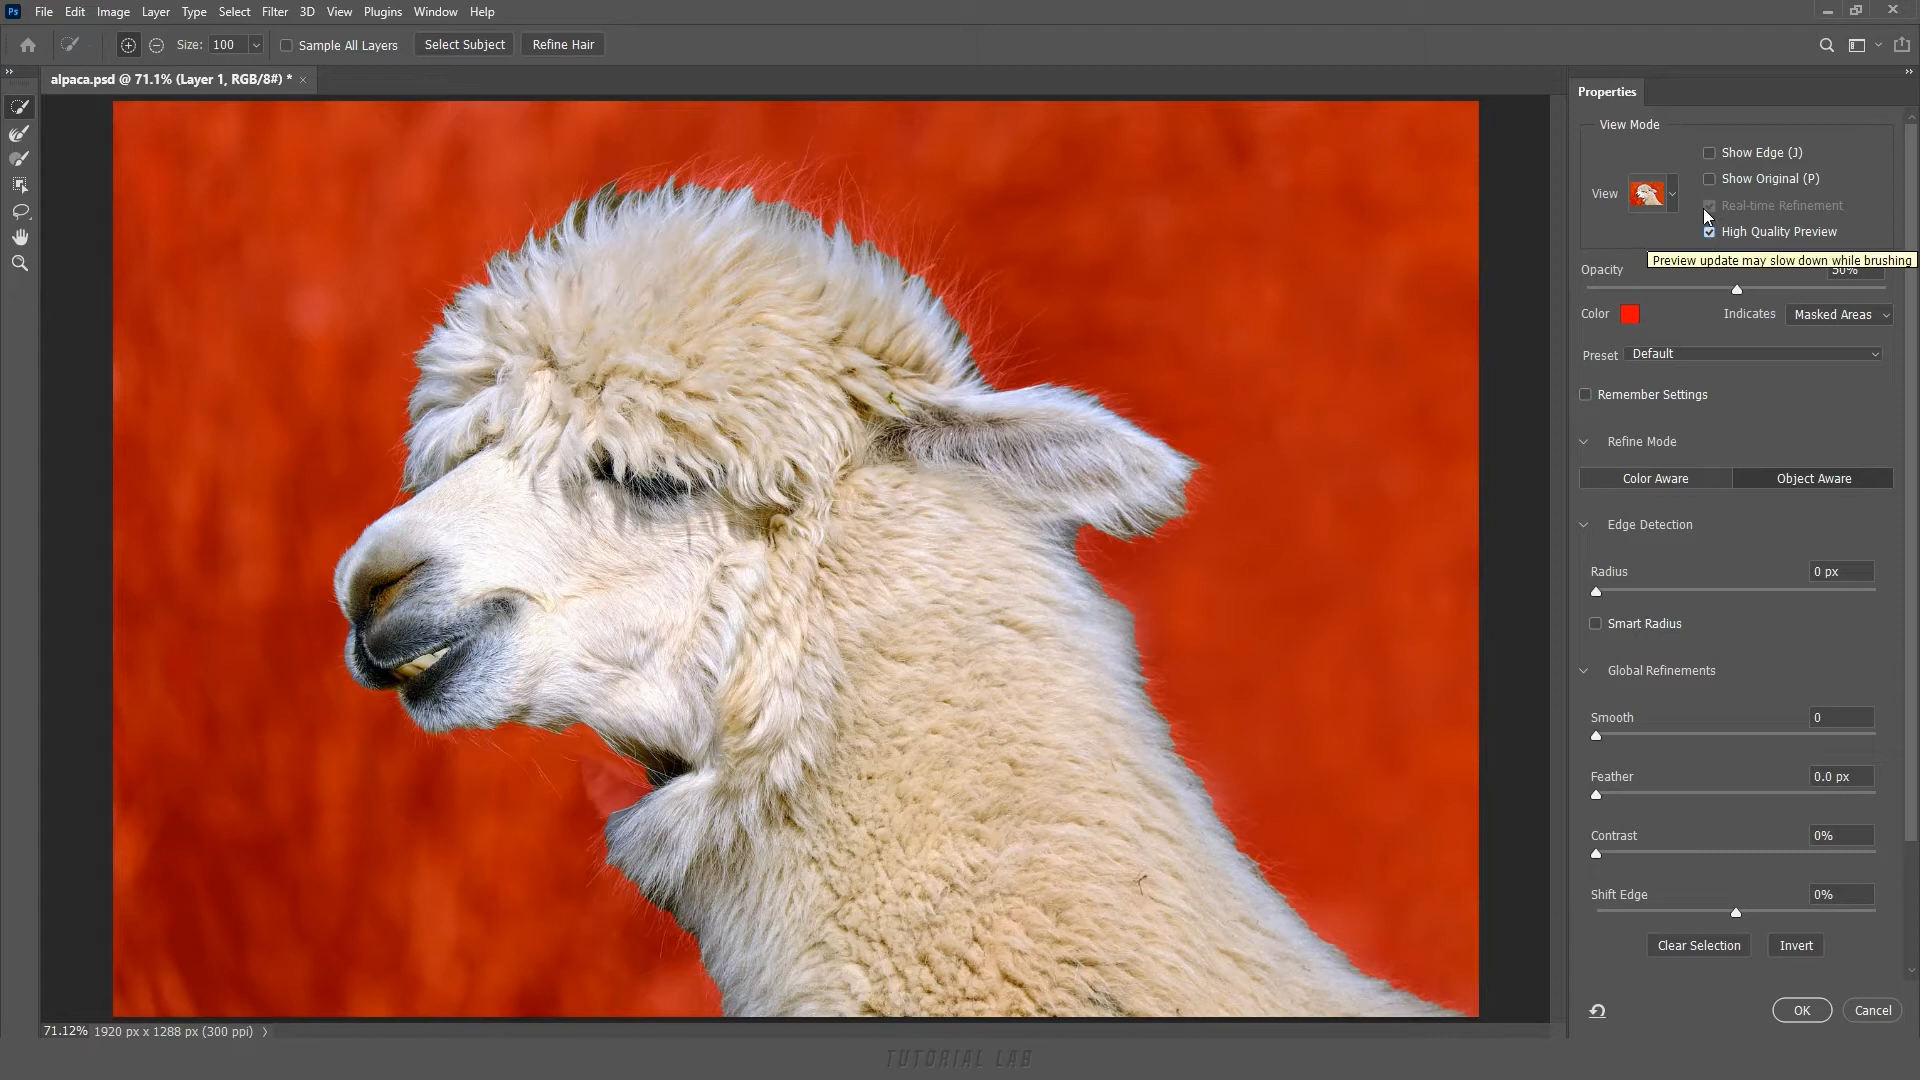 Ps File Edit Image Layer Type Select Filter 3D View Plugins Window Help
Size: 100 Sample All Layers Select Subject Refine Hair
alpaca.psd @ 71.1% (Layer 1, RGB/8#) * ×
Properties
View Mode
Show Edge (J)
Show Original (P)
View
Real-time Refinement
High Quality Preview
Preview update may slow down while brushing
Opacity 50%
Color Indicates Masked Areas
Preset Default
Remember Settings
Refine Mode
Color Aware Object Aware
Edge Detection
Radius 0 px
Smart Radius
Global Refinements
Smooth 0
Feather 0.0 px
Contrast 0%
Shift Edge 0%
Clear Selection Invert
OK Cancel
71.12% 1920 px x 1288 px (300 ppi)
TUTORIAL LAB